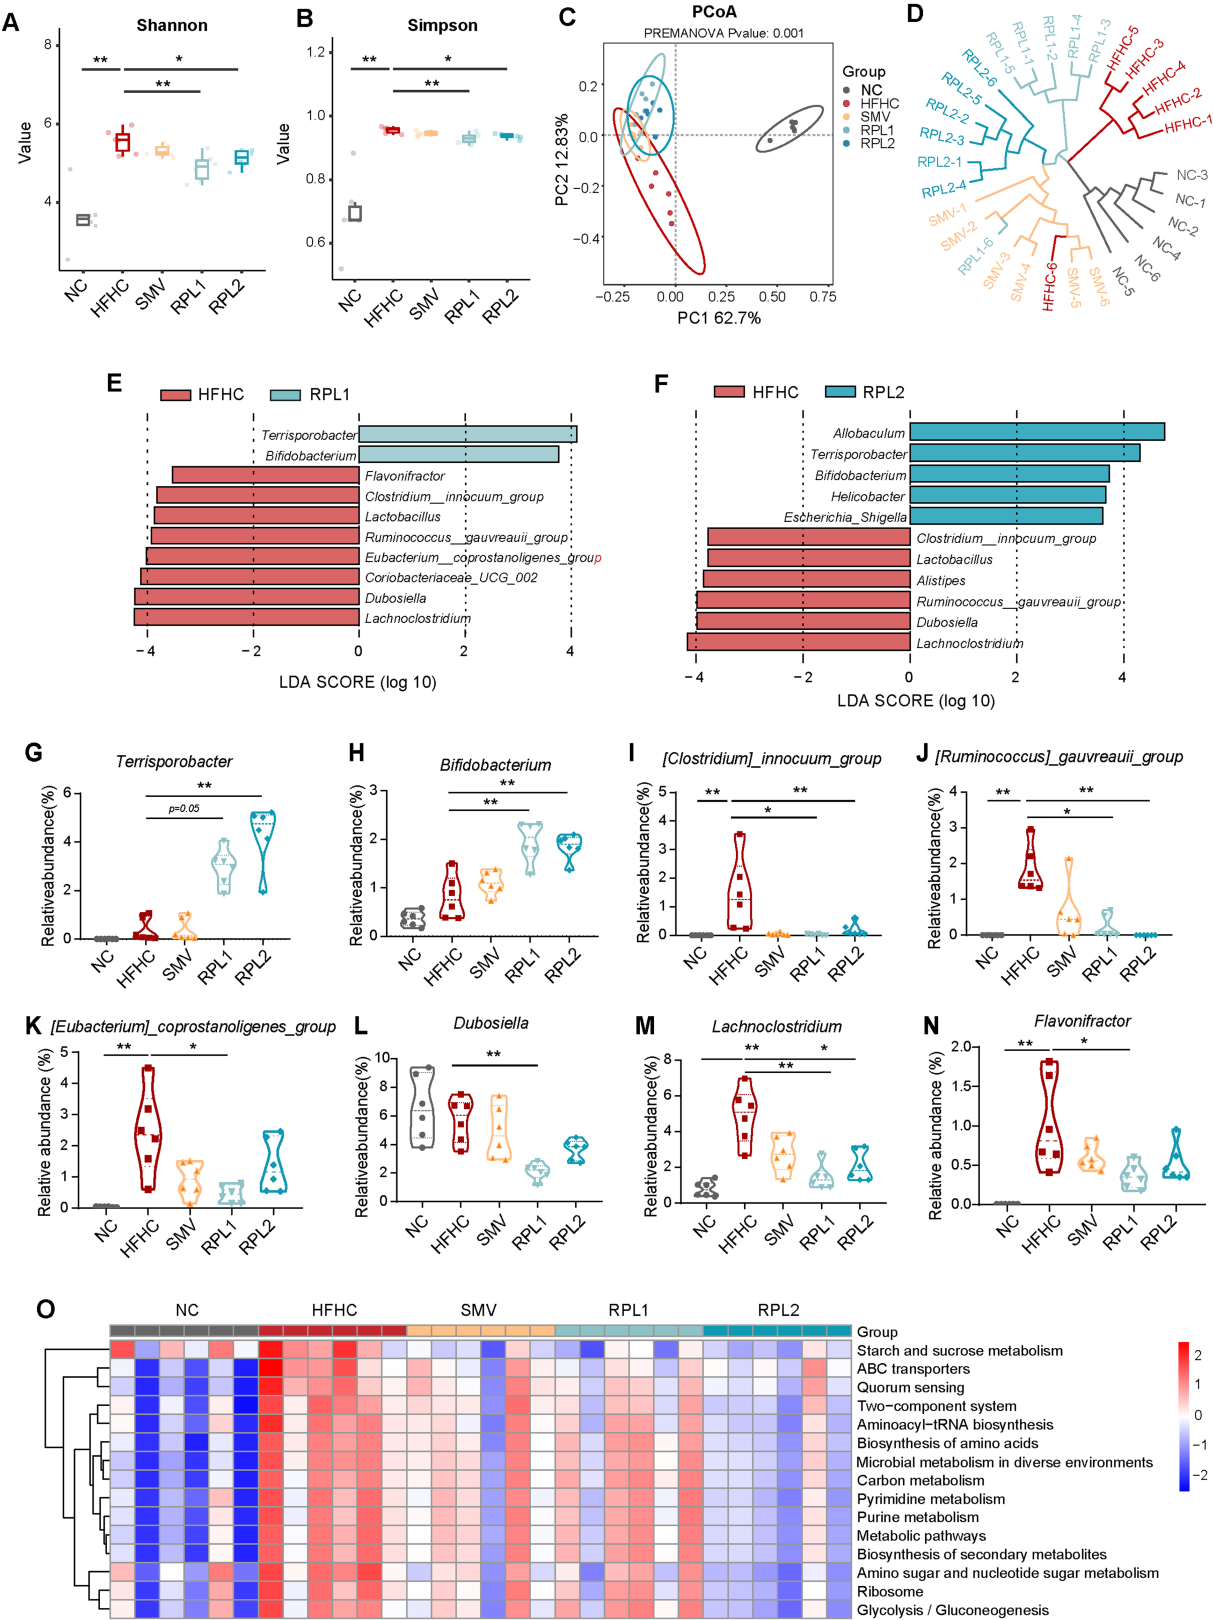 A
Shannon
Value
8
6
4
**
*
**
NC
HFHC
SMV
RPL1
RPL2
B
Simpson
Value
1.2
1.0
0.8
0.6
**
*
**
NC
HFHC
SMV
RPL1
RPL2
C
PCoA
PREMANOVA Pvalue: 0.001
PC2 12.83%
0.2
0.0
−0.2
−0.4
−0.25
0.00
0.25
0.50
0.75
PC1 62.7%
Group
NC
HFHC
SMV
RPL1
RPL2
D
RPL1-5
RPL1-1
RPL1-2
RPL1-4
RPL1-3
HFHC-5
HFHC-3
HFHC-4
HFHC-2
HFHC-1
NC-3
NC-1
NC-2
NC-4
NC-6
NC-5
SMV-6
SMV-5
HFHC-6
SMV-4
SMV-3
RPL1-6
SMV-2
SMV-1
RPL2-4
RPL2-1
RPL2-3
RPL2-2
RPL2-5
RPL2-6
E
HFHC
RPL1
Terrisporobacter
Bifidobacterium
Flavonifractor
Clostridium__innocuum_group
Lactobacillus
Ruminococcus__gauvreauii_group
Eubacterium__coprostanoligenes_group
Coriobacteriaceae_UCG_002
Dubosiella
Lachnoclostridium
−4
−2
0
2
4
LDA SCORE (log 10)
F
HFHC
RPL2
Allobaculum
Terrisporobacter
Bifidobacterium
Helicobacter
Escherichia_Shigella
Clostridium__innocuum_group
Lactobacillus
Alistipes
Ruminococcus__gauvreauii_group
Dubosiella
Lachnoclostridium
−4
−2
0
2
4
LDA SCORE (log 10)
G
Terrisporobacter
Relativeabundance(%)
6
4
2
0
**
p=0.05
NC
HFHC
SMV
RPL1
RPL2
H
Bifidobacterium
Relativeabundance(%)
3
2
1
0
**
**
NC
HFHC
SMV
RPL1
RPL2
I
[Clostridium]_innocuum_group
Relativeabundance(%)
5
4
3
2
1
0
**
**
*
NC
HFHC
SMV
RPL1
RPL2
J
[Ruminococcus]_gauvreauii_group
Relativeabundance(%)
4
3
2
1
0
**
**
*
NC
HFHC
SMV
RPL1
RPL2
K
[Eubacterium]_coprostanoligenes_group
Relative abundance (%)
5
4
3
2
1
0
**
*
NC
HFHC
SMV
RPL1
RPL2
L
Dubosiella
Relativeabundance(%)
10
8
6
4
2
0
**
NC
HFHC
SMV
RPL1
RPL2
M
Lachnoclostridium
Relativeabundance(%)
8
6
4
2
0
**
*
**
NC
HFHC
SMV
RPL1
RPL2
N
Flavonifractor
Relative abundance (%)
2.0
1.5
1.0
0.5
0.0
**
*
NC
HFHC
SMV
RPL1
RPL2
O
NC
HFHC
SMV
RPL1
RPL2
Group
Starch and sucrose metabolism
ABC transporters
Quorum sensing
Two−component system
Aminoacyl−tRNA biosynthesis
Biosynthesis of amino acids
Microbial metabolism in diverse environments
Carbon metabolism
Pyrimidine metabolism
Purine metabolism
Metabolic pathways
Biosynthesis of secondary metabolites
Amino sugar and nucleotide sugar metabolism
Ribosome
Glycolysis / Gluconeogenesis
2
1
0
−1
−2